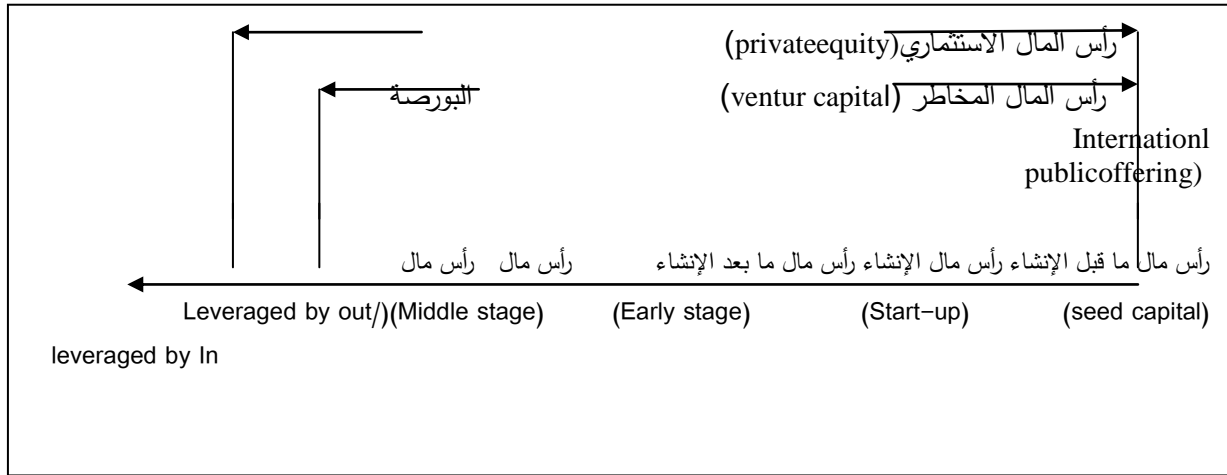 رأس المال الاستثماري(privateequity)
رأس المال المخاطر (ventur capital)
البورصة
Internationl
publicoffering)
رأس مال ما قبل الإنشاء رأس مال الإنشاء رأس مال ما بعد الإنشاء رأس مال رأس مال
(seed capital) (Start-up) (Early stage) (Middle stage)(Leveraged by out/
leveraged by In